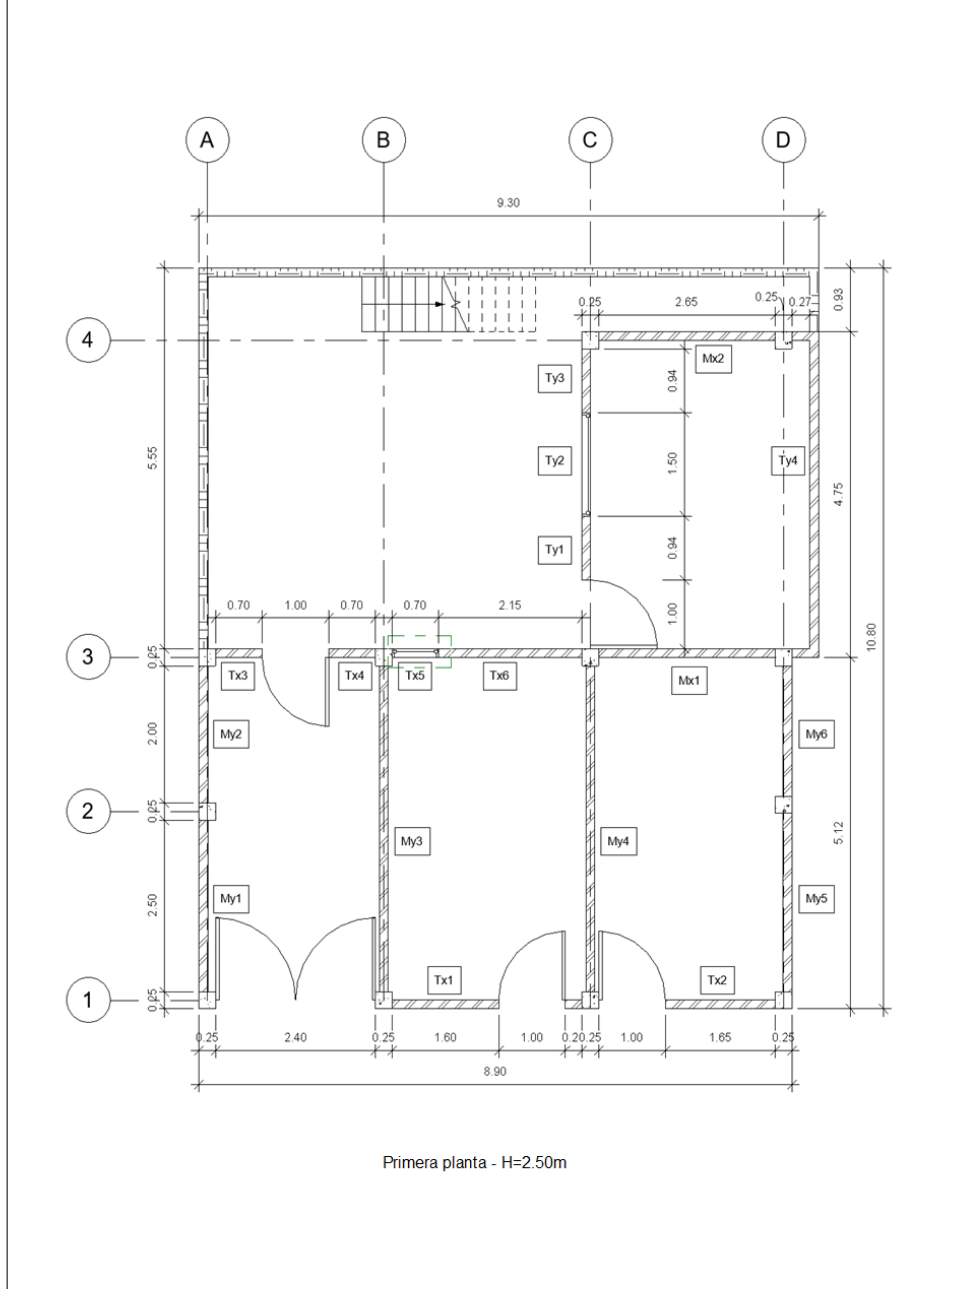 A
B
C
D
9.30
0.25
2.65
0.25
0.27
0.93
4
Mx2
Ty3
0.94
5.55
Ty2
1.50
Ty4
4.75
Ty1
0.94
0.70
1.00
0.70
0.70
2.15
1.00
10.80
3
0.25
Tx3
Tx4
Tx5
Tx6
Mx1
2.00
My2
My6
2
0.25
My3
My4
5.12
2.50
My1
My5
Tx1
Tx2
1
0.25
0.25
2.40
0.25
1.60
1.00
0.20
0.25
1.00
1.65
0.25
8.90
Primera planta - H=2.50m